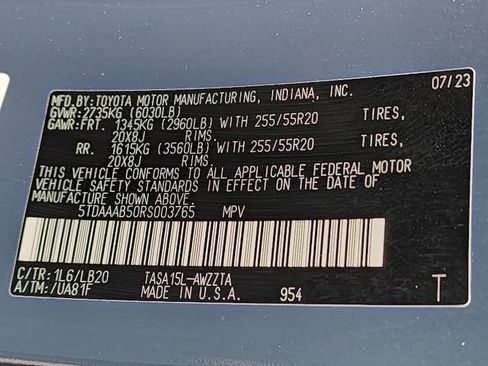 MFD.BY:TOYOTA MOTOR MANUFACTURING, INDIANA, INC. 07/23
GVWR:2735KG (6030LB)
GAWR:FRT. 1345KG (2960LB) WITH 255/55R20 TIRES,
20X8J RIMS,
RR. 1615KG (3560LB) WITH 255/55R20 TIRES,
20X8J RIMS.
THIS VEHICLE CONFORMS TO ALL APPLICABLE FEDERAL MOTOR
VEHICLE SAFETY STANDARDS IN EFFECT ON THE DATE OF
MANUFACTURE SHOWN ABOVE.
5TDAAAB50RS003765 MPV
C/TR:1L6/LB20 TASA15L-AWZZTA
A/TM:/UA81F MADE IN U.S.A. 954 T